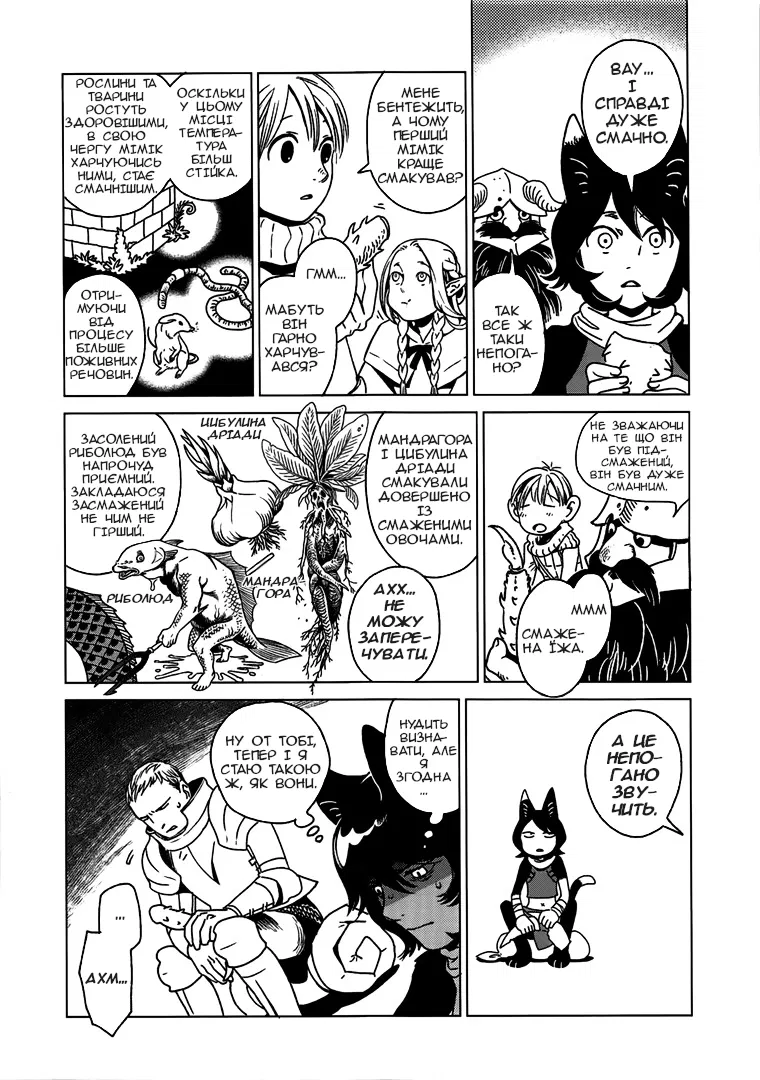 ВАУ...
І
СПРАВДІ
ДУЖЕ
СМАЧНО.
ТАК
ВСЕ Ж
ТАКИ
НЕПОГА-
НО?
МЕНЕ
БЕНТЕЖИТЬ,
А ЧОМУ
ПЕРШИЙ
МІМІК
КРАЩЕ
СМАКУВАВ?
ГММ...
МАБУТЬ
ВІН
ГАРНО
ХАРЧУВ-
АВСЯ?
ОСКІЛЬКИ
У ЦЬОМУ
МІСЦІ
ТЕМПЕРА-
ТУРА
БІЛЬШ
СТІЙКА.
РОСЛИНИ ТА
ТВАРИНИ
РОСТУТЬ
ЗДОРОВІШИМИ,
В СВОЮ
ЧЕРГУ МІМІК
ХАРЧУЮЧИСЬ
НИМИ, СТАЄ
СМАЧНІШИМ.
ОТРИ-
МУЮЧИ
ВІД
ПРОЦЕСУ
БІЛЬШЕ
ПОЖИВНИХ
РЕЧОВИН.
НЕ ЗВАЖАЮЧИ
НА ТЕ ЩО ВІН
БУВ ПІД-
СМАЖЕНИЙ,
ВІН БУВ ДУЖЕ
СМАЧНИМ.
МММ
СМАЖЕ-
НА ЇЖА.
МАНДРАГОРА
І ЦИБУЛИНА
ДРІАДИ
СМАКУВАЛИ
ДОВЕРШЕНО
ІЗ
СМАЖЕНИМИ
ОВОЧАМИ.
АХХ...
НЕ
МОЖУ
ЗАПЕРЕ-
ЧУВАТИ.
ЦИБУЛИНА
ДРІАДИ
МАНДРА-
ГОРА
ЗАСОЛЕНИЙ
РИБОЛЮД БУВ
НАПРОЧУД
ПРИЄМНИЙ.
ЗАКЛАДАЮСЯ
ЗАСМАЖЕНИЙ
НЕ ЧИМ НЕ
ГІРШИЙ.
РИБОЛЮД
А ЦЕ
НЕПО-
ГАНО
ЗВУ-
ЧИТЬ.
НУДИТЬ
ВИЗНА-
ВАТИ, АЛЕ
Я
ЗГОДНА
...
НУ ОТ ТОБІ,
ТЕПЕР І Я
СТАЮ ТАКОЮ
Ж, ЯК ВОНИ.
...
АХМ...